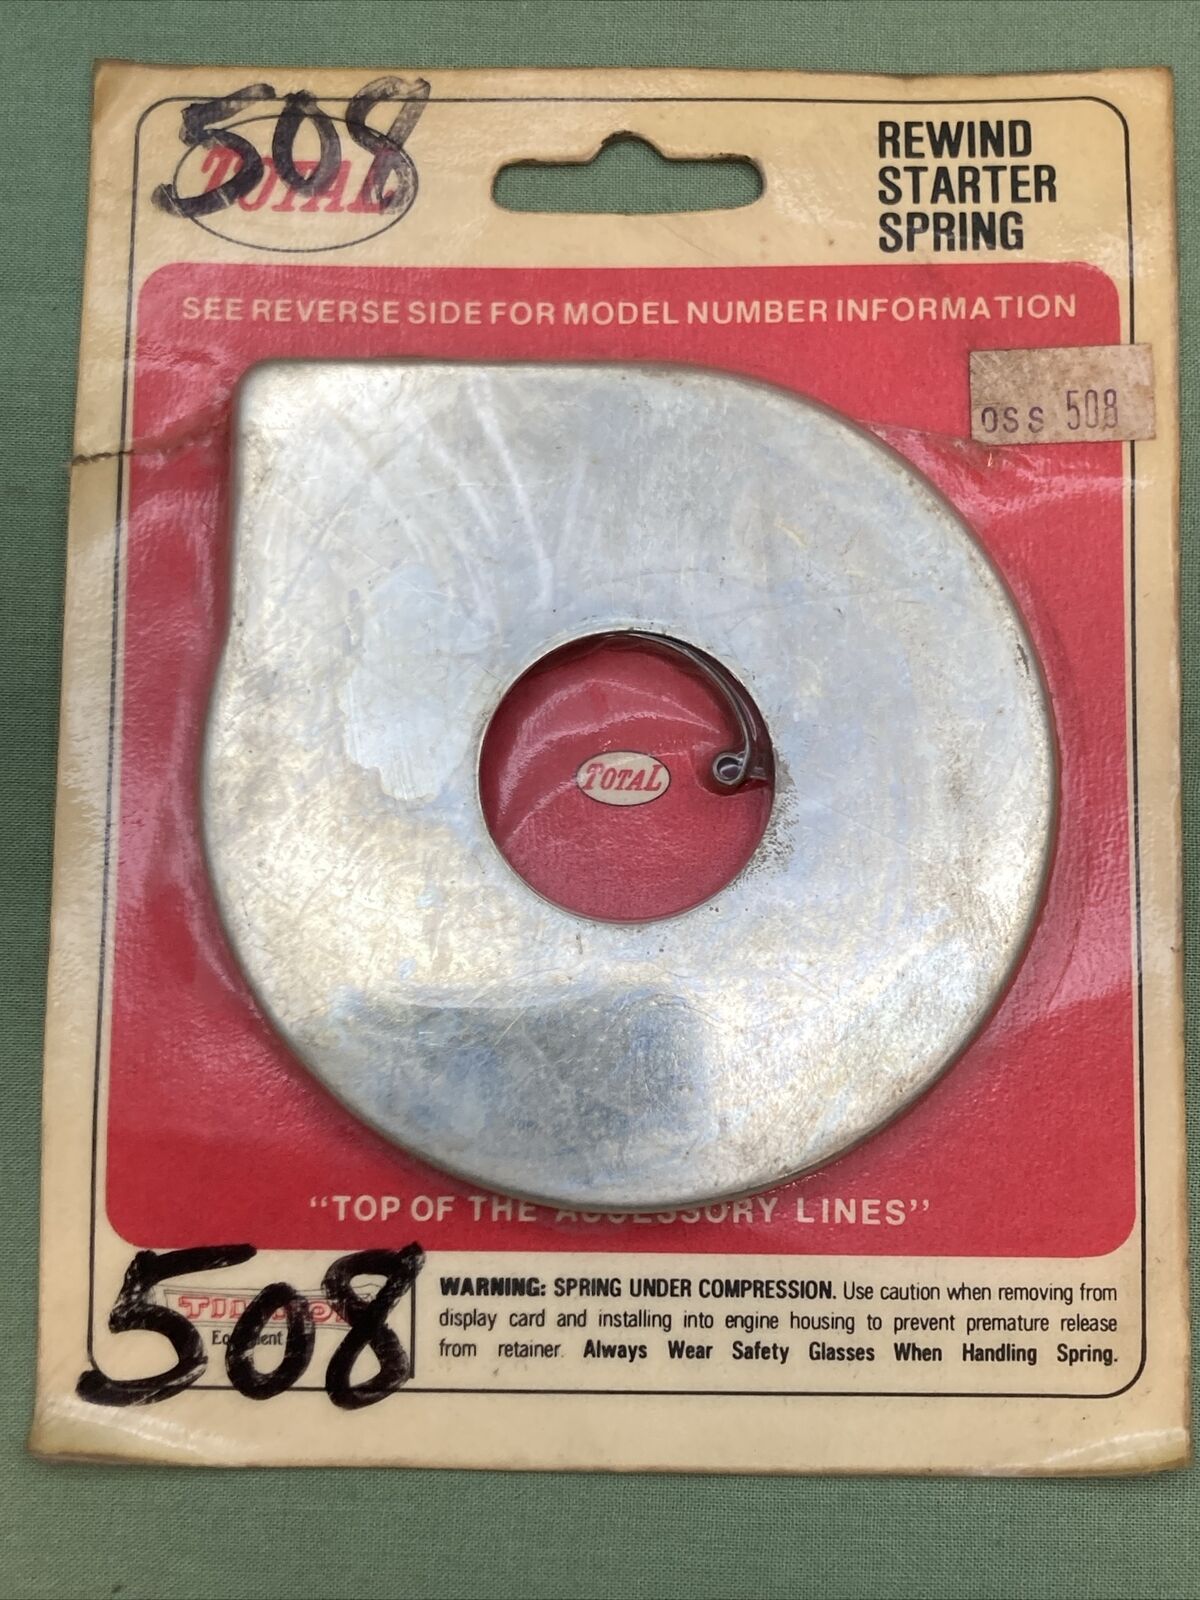 508
TOTAL
REWIND
STARTER
SPRING
SEE REVERSE SIDE FOR MODEL NUMBER INFORMATION
OSS 508
TOTAL
"TOP OF THE ACCESSORY LINES"
508
WARNING: SPRING UNDER COMPRESSION. Use caution when removing from
display card and installing into engine housing to prevent premature release
from retainer. Always Wear Safety Glasses When Handling Spring.